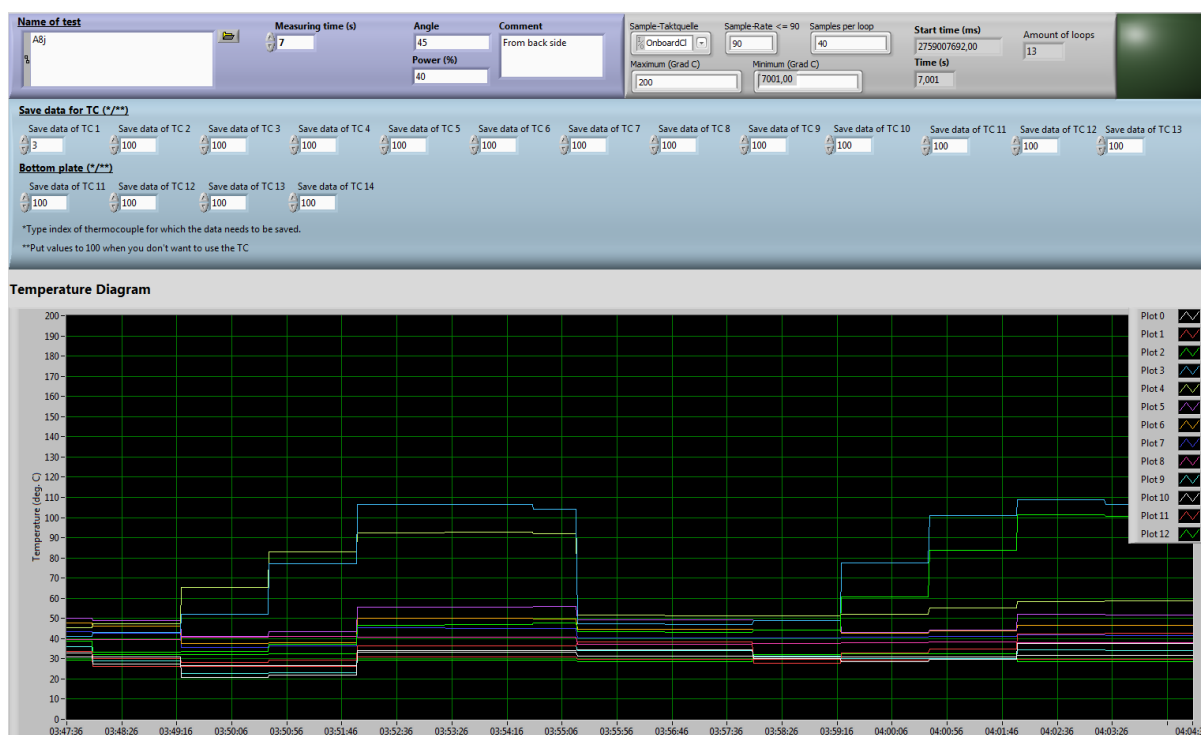 Name of test
A8j
Measuring time (s)
7
Angle
45
Power (%)
40
Comment
From back side
Sample-Taktquelle
OnboardCl
Sample-Rate <= 90
90
Samples per loop
40
Maximum (Grad C)
200
Minimum (Grad C)
7001,00
Start time (ms)
2759007692,00
Time (s)
7,001
Amount of loops
13
Save data for TC (*/**)
Save data of TC 1 Save data of TC 2 Save data of TC 3 Save data of TC 4 Save data of TC 5 Save data of TC 6 Save data of TC 7 Save data of TC 8 Save data of TC 9 Save data of TC 10 Save data of TC 11 Save data of TC 12 Save data of TC 13
3 100 100 100 100 100 100 100 100 100 100 100 100
Bottom plate (*/**)
Save data of TC 11 Save data of TC 12 Save data of TC 13 Save data of TC 14
100 100 100 100
*Type index of thermocouple for which the data needs to be saved.
**Put values to 100 when you don't want to use the TC
Temperature Diagram
Temperature (deg. C)
200
190
180
170
160
150
140
130
120
110
100
90
80
70
60
50
40
30
20
10
0
03:47:36 03:48:26 03:49:16 03:50:06 03:50:56 03:51:46 03:52:36 03:53:26 03:54:16 03:55:06 03:55:56 03:56:46 03:57:36 03:58:26 03:59:16 04:00:06 04:00:56 04:01:46 04:02:36 04:03:26
Plot 0
Plot 1
Plot 2
Plot 3
Plot 4
Plot 5
Plot 6
Plot 7
Plot 8
Plot 9
Plot 10
Plot 11
Plot 12